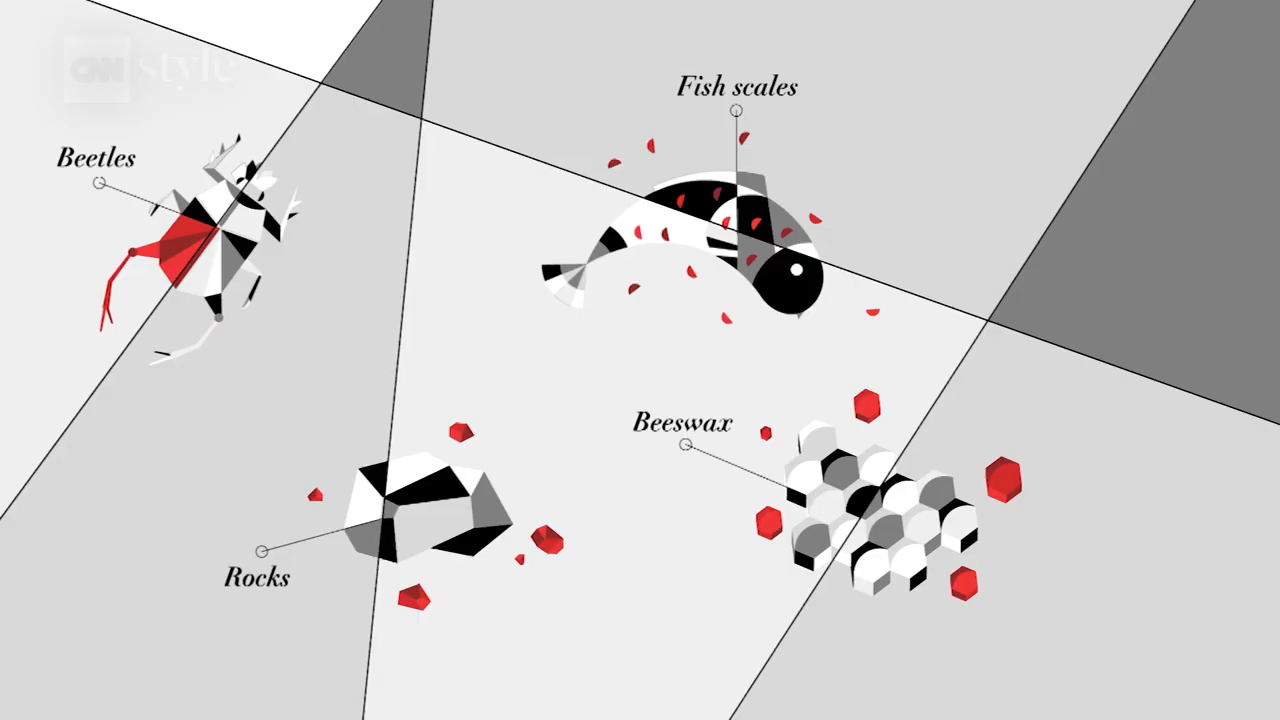 CNN style
Fish scales
Beetles
Beeswax
Rocks